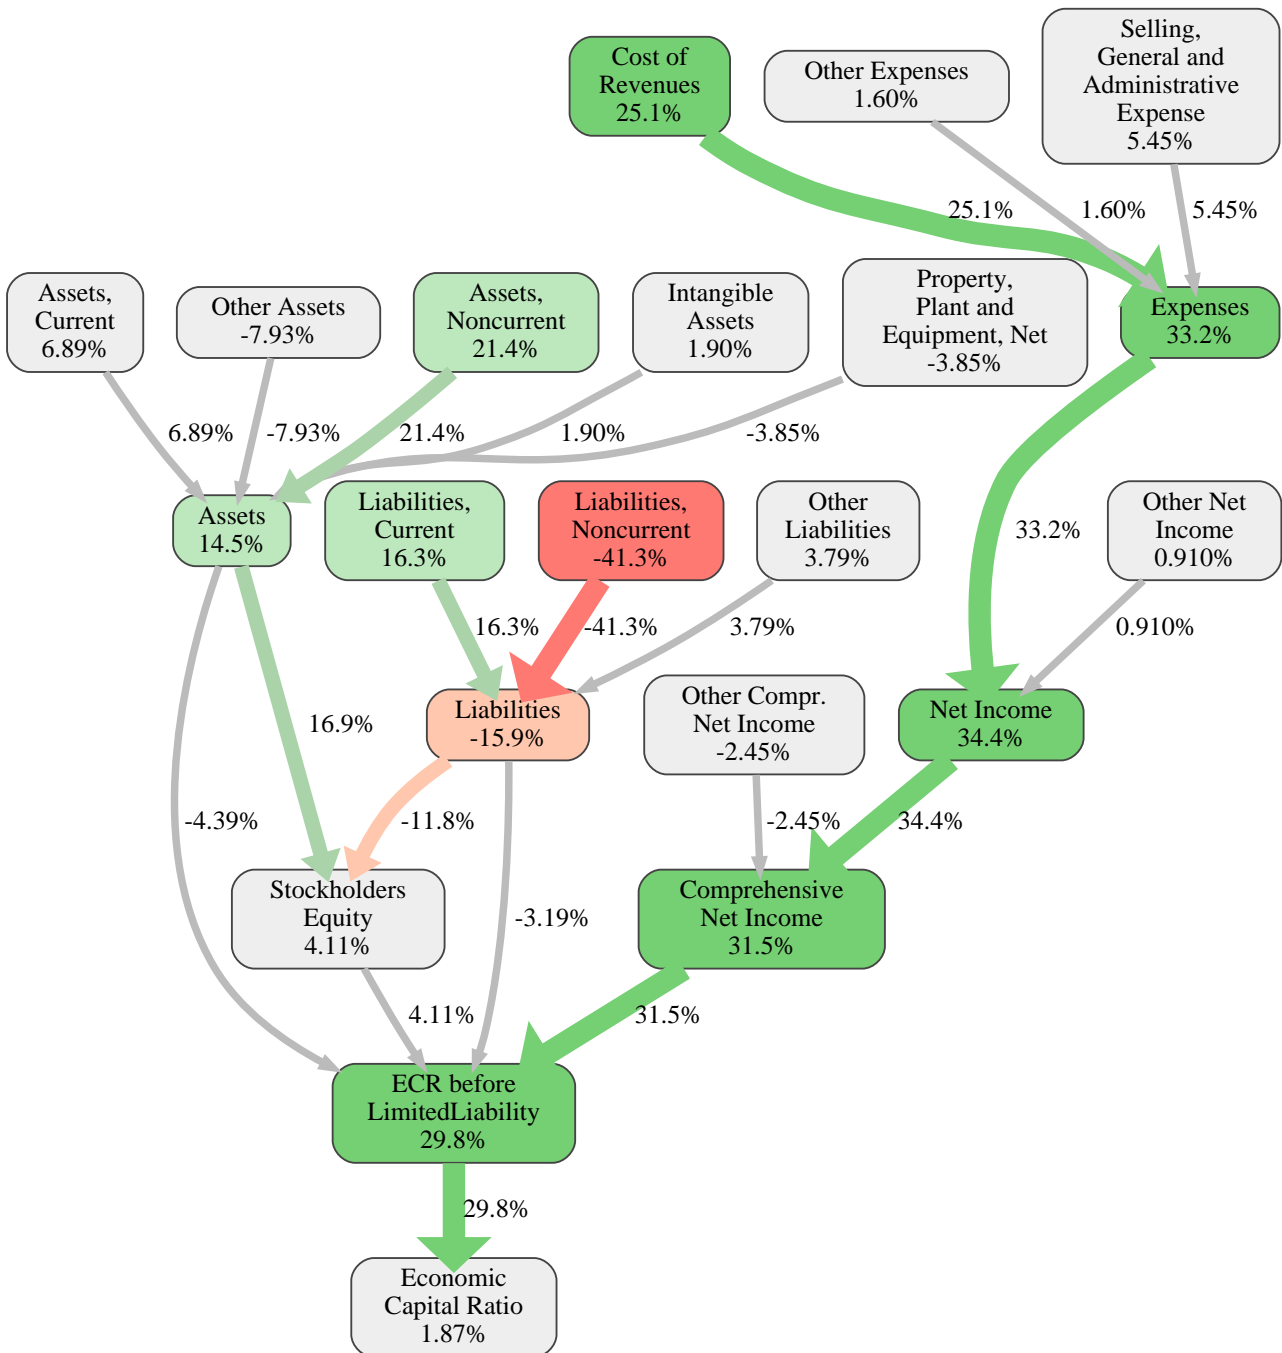 Selling,
General and
Administrative
Expense
5.45%
Cost of
Revenues
25.1%
Other Expenses
1.60%
25.1%
1.60%
5.45%
Assets,
Current
6.89%
Other Assets
-7.93%
Assets,
Noncurrent
21.4%
Intangible
Assets
1.90%
Property,
Plant and
Equipment, Net
-3.85%
Expenses
33.2%
6.89%
-7.93%
21.4%
1.90%
-3.85%
Assets
14.5%
Liabilities,
Current
16.3%
Liabilities,
Noncurrent
-41.3%
Other
Liabilities
3.79%
33.2%
Other Net
Income
0.910%
16.3%
-41.3%
3.79%
0.910%
16.9%
Liabilities
-15.9%
Other Compr.
Net Income
-2.45%
Net Income
34.4%
-4.39%
-11.8%
-2.45%
34.4%
Stockholders
Equity
4.11%
-3.19%
Comprehensive
Net Income
31.5%
4.11%
31.5%
ECR before
LimitedLiability
29.8%
29.8%
Economic
Capital Ratio
1.87%